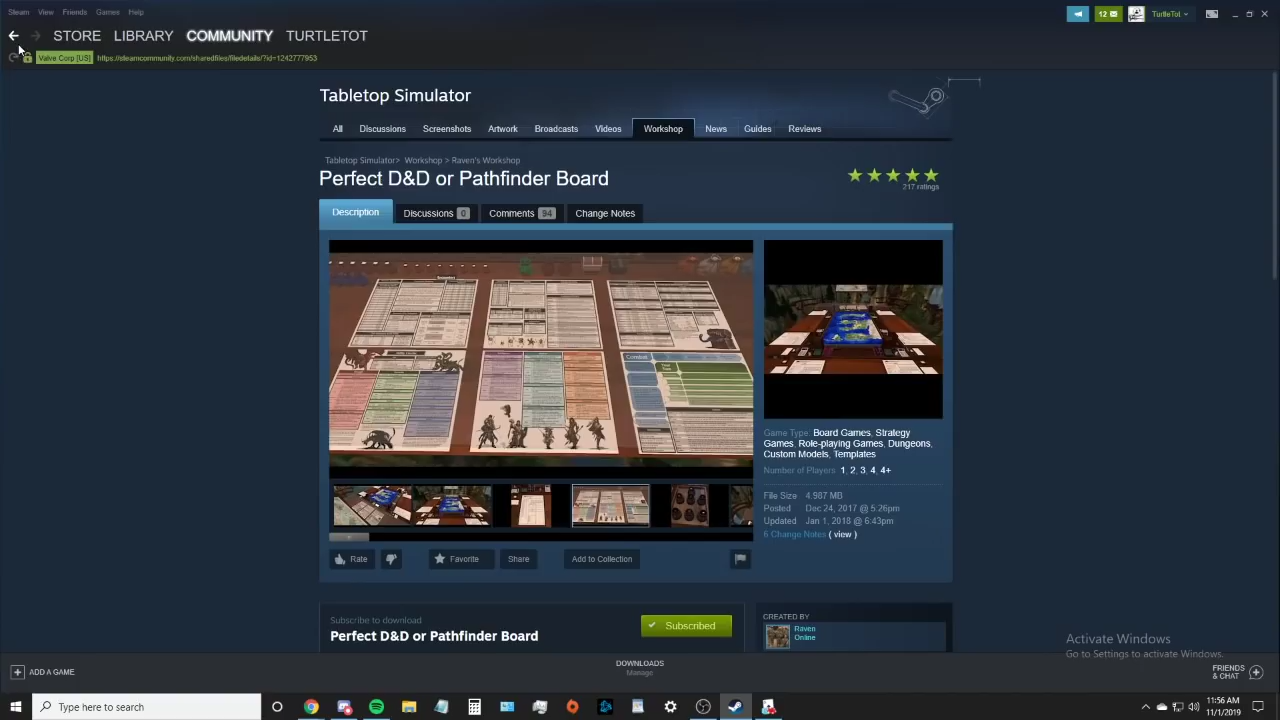 Steam View Friends Games Help
12 TurtleTot
STORE LIBRARY COMMUNITY TURTLETOT
Valve Corp [US] https://steamcommunity.com/sharedfiles/filedetails/?id=1242777953
Tabletop Simulator
All Discussions Screenshots Artwork Broadcasts Videos Workshop News Guides Reviews
Tabletop Simulator> Workshop > Raven's Workshop
Perfect D&D or Pathfinder Board
217 ratings
Description Discussions 0 Comments 94 Change Notes
Combat
Game Type: Board Games, Strategy
Games, Role-playing Games, Dungeons,
Custom Models, Templates
Number of Players: 1, 2, 3, 4, 4+
File Size 4.987 MB
Posted Dec 24, 2017 @ 5:26pm
Updated Jan 1, 2018 @ 6:43pm
6 Change Notes ( view )
Rate Favorite Share Add to Collection
Subscribe to download
Perfect D&D or Pathfinder Board
Subscribed
CREATED BY
Raven
Online
Activate Windows
Go to Settings to activate Windows.
ADD A GAME
DOWNLOADS
Manage
FRIENDS
& CHAT
Type here to search
11:56 AM
11/1/2019